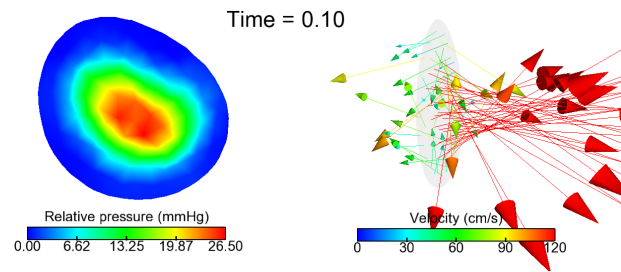 Time = 0.10
Relative pressure (mmHg)
0.00 6.62 13.25 19.87 26.50
Velocity (cm/s)
0 30 60 90 120